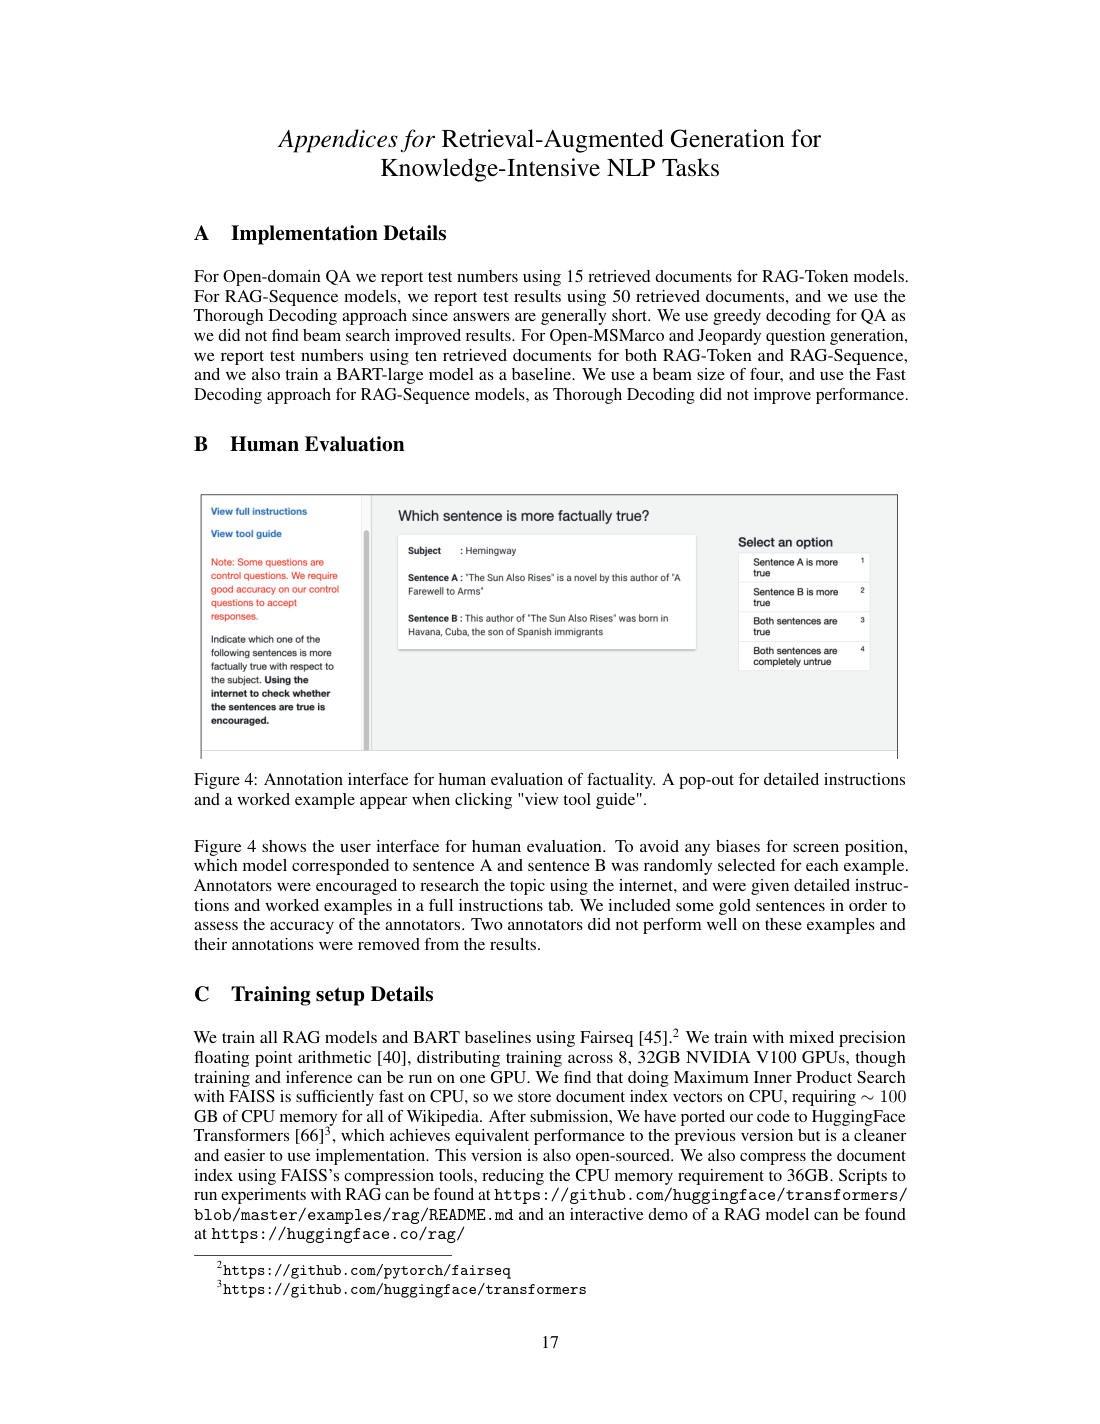 Appendices for Retrieval-Augmented Generation for
Knowledge-Intensive NLP Tasks
A Implementation Details
For Open-domain QA we report test numbers using 15 retrieved documents for RAG-Token models.
For RAG-Sequence models, we report test results using 50 retrieved documents, and we use the
Thorough Decoding approach since answers are generally short. We use greedy decoding for QA as
we did not find beam search improved results. For Open-MSMarco and Jeopardy question generation,
we report test numbers using ten retrieved documents for both RAG-Token and RAG-Sequence,
and we also train a BART-large model as a baseline. We use a beam size of four, and use the Fast
Decoding approach for RAG-Sequence models, as Thorough Decoding did not improve performance.
B Human Evaluation
View full instructions
View tool guide
Note: Some questions are
control questions. We require
good accuracy on our control
questions to accept
responses.
Indicate which one of the
following sentences is more
factually true with respect to
the subject. Using the
internet to check whether
the sentences are true is
encouraged.
Which sentence is more factually true?
Subject : Hemingway
Sentence A : "The Sun Also Rises" is a novel by this author of "A
Farewell to Arms"
Sentence B : This author of "The Sun Also Rises" was born in
Havana, Cuba, the son of Spanish immigrants
Select an option
Sentence A is more 1
true
Sentence B is more 2
true
Both sentences are 3
true
Both sentences are 4
completely untrue
Figure 4: Annotation interface for human evaluation of factuality. A pop-out for detailed instructions
and a worked example appear when clicking "view tool guide".
Figure 4 shows the user interface for human evaluation. To avoid any biases for screen position,
which model corresponded to sentence A and sentence B was randomly selected for each example.
Annotators were encouraged to research the topic using the internet, and were given detailed instruc-
tions and worked examples in a full instructions tab. We included some gold sentences in order to
assess the accuracy of the annotators. Two annotators did not perform well on these examples and
their annotations were removed from the results.
C Training setup Details
We train all RAG models and BART baselines using Fairseq [45].2 We train with mixed precision
floating point arithmetic [40], distributing training across 8, 32GB NVIDIA V100 GPUs, though
training and inference can be run on one GPU. We find that doing Maximum Inner Product Search
with FAISS is sufficiently fast on CPU, so we store document index vectors on CPU, requiring ∼ 100
GB of CPU memory for all of Wikipedia. After submission, We have ported our code to HuggingFace
Transformers [66]3, which achieves equivalent performance to the previous version but is a cleaner
and easier to use implementation. This version is also open-sourced. We also compress the document
index using FAISS's compression tools, reducing the CPU memory requirement to 36GB. Scripts to
run experiments with RAG can be found at https://github.com/huggingface/transformers/
blob/master/examples/rag/README.md and an interactive demo of a RAG model can be found
at https://huggingface.co/rag/
2https://github.com/pytorch/fairseq
3https://github.com/huggingface/transformers
17